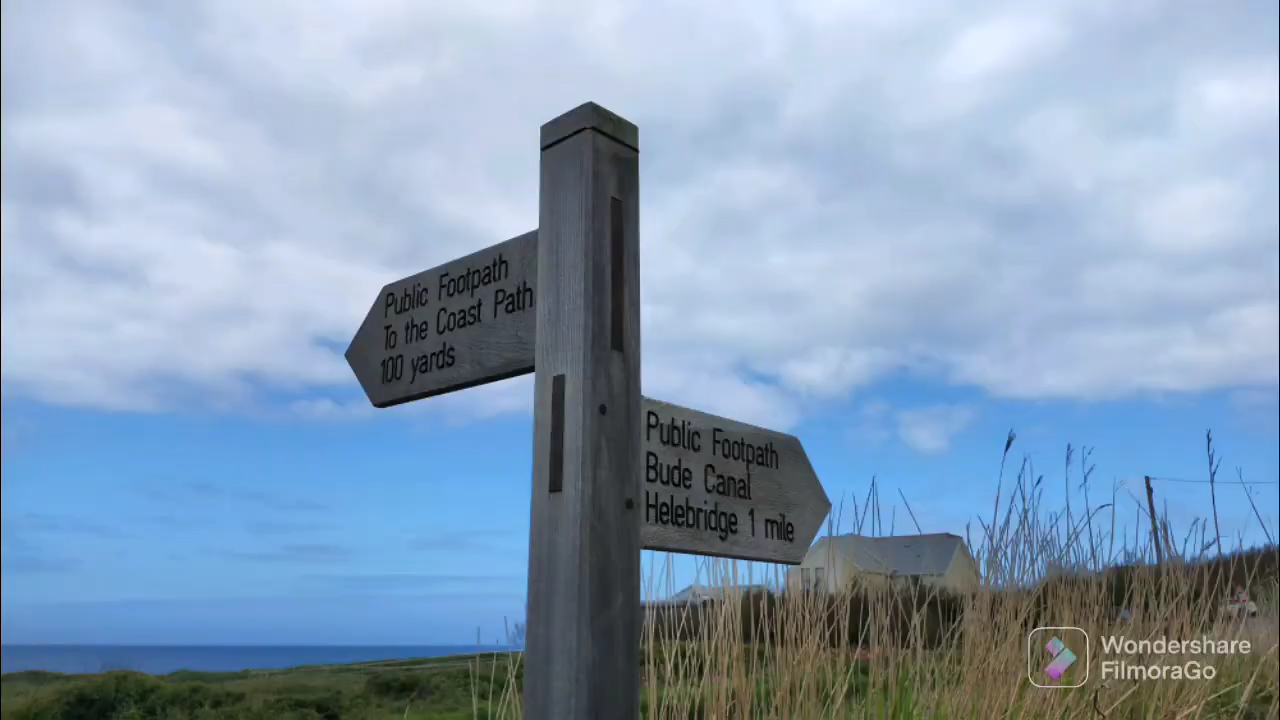 Public Footpath
To the Coast Path
100 yards
Public Footpath
Bude Canal
Helebridge 1 mile
Wondershare
FilmoraGo